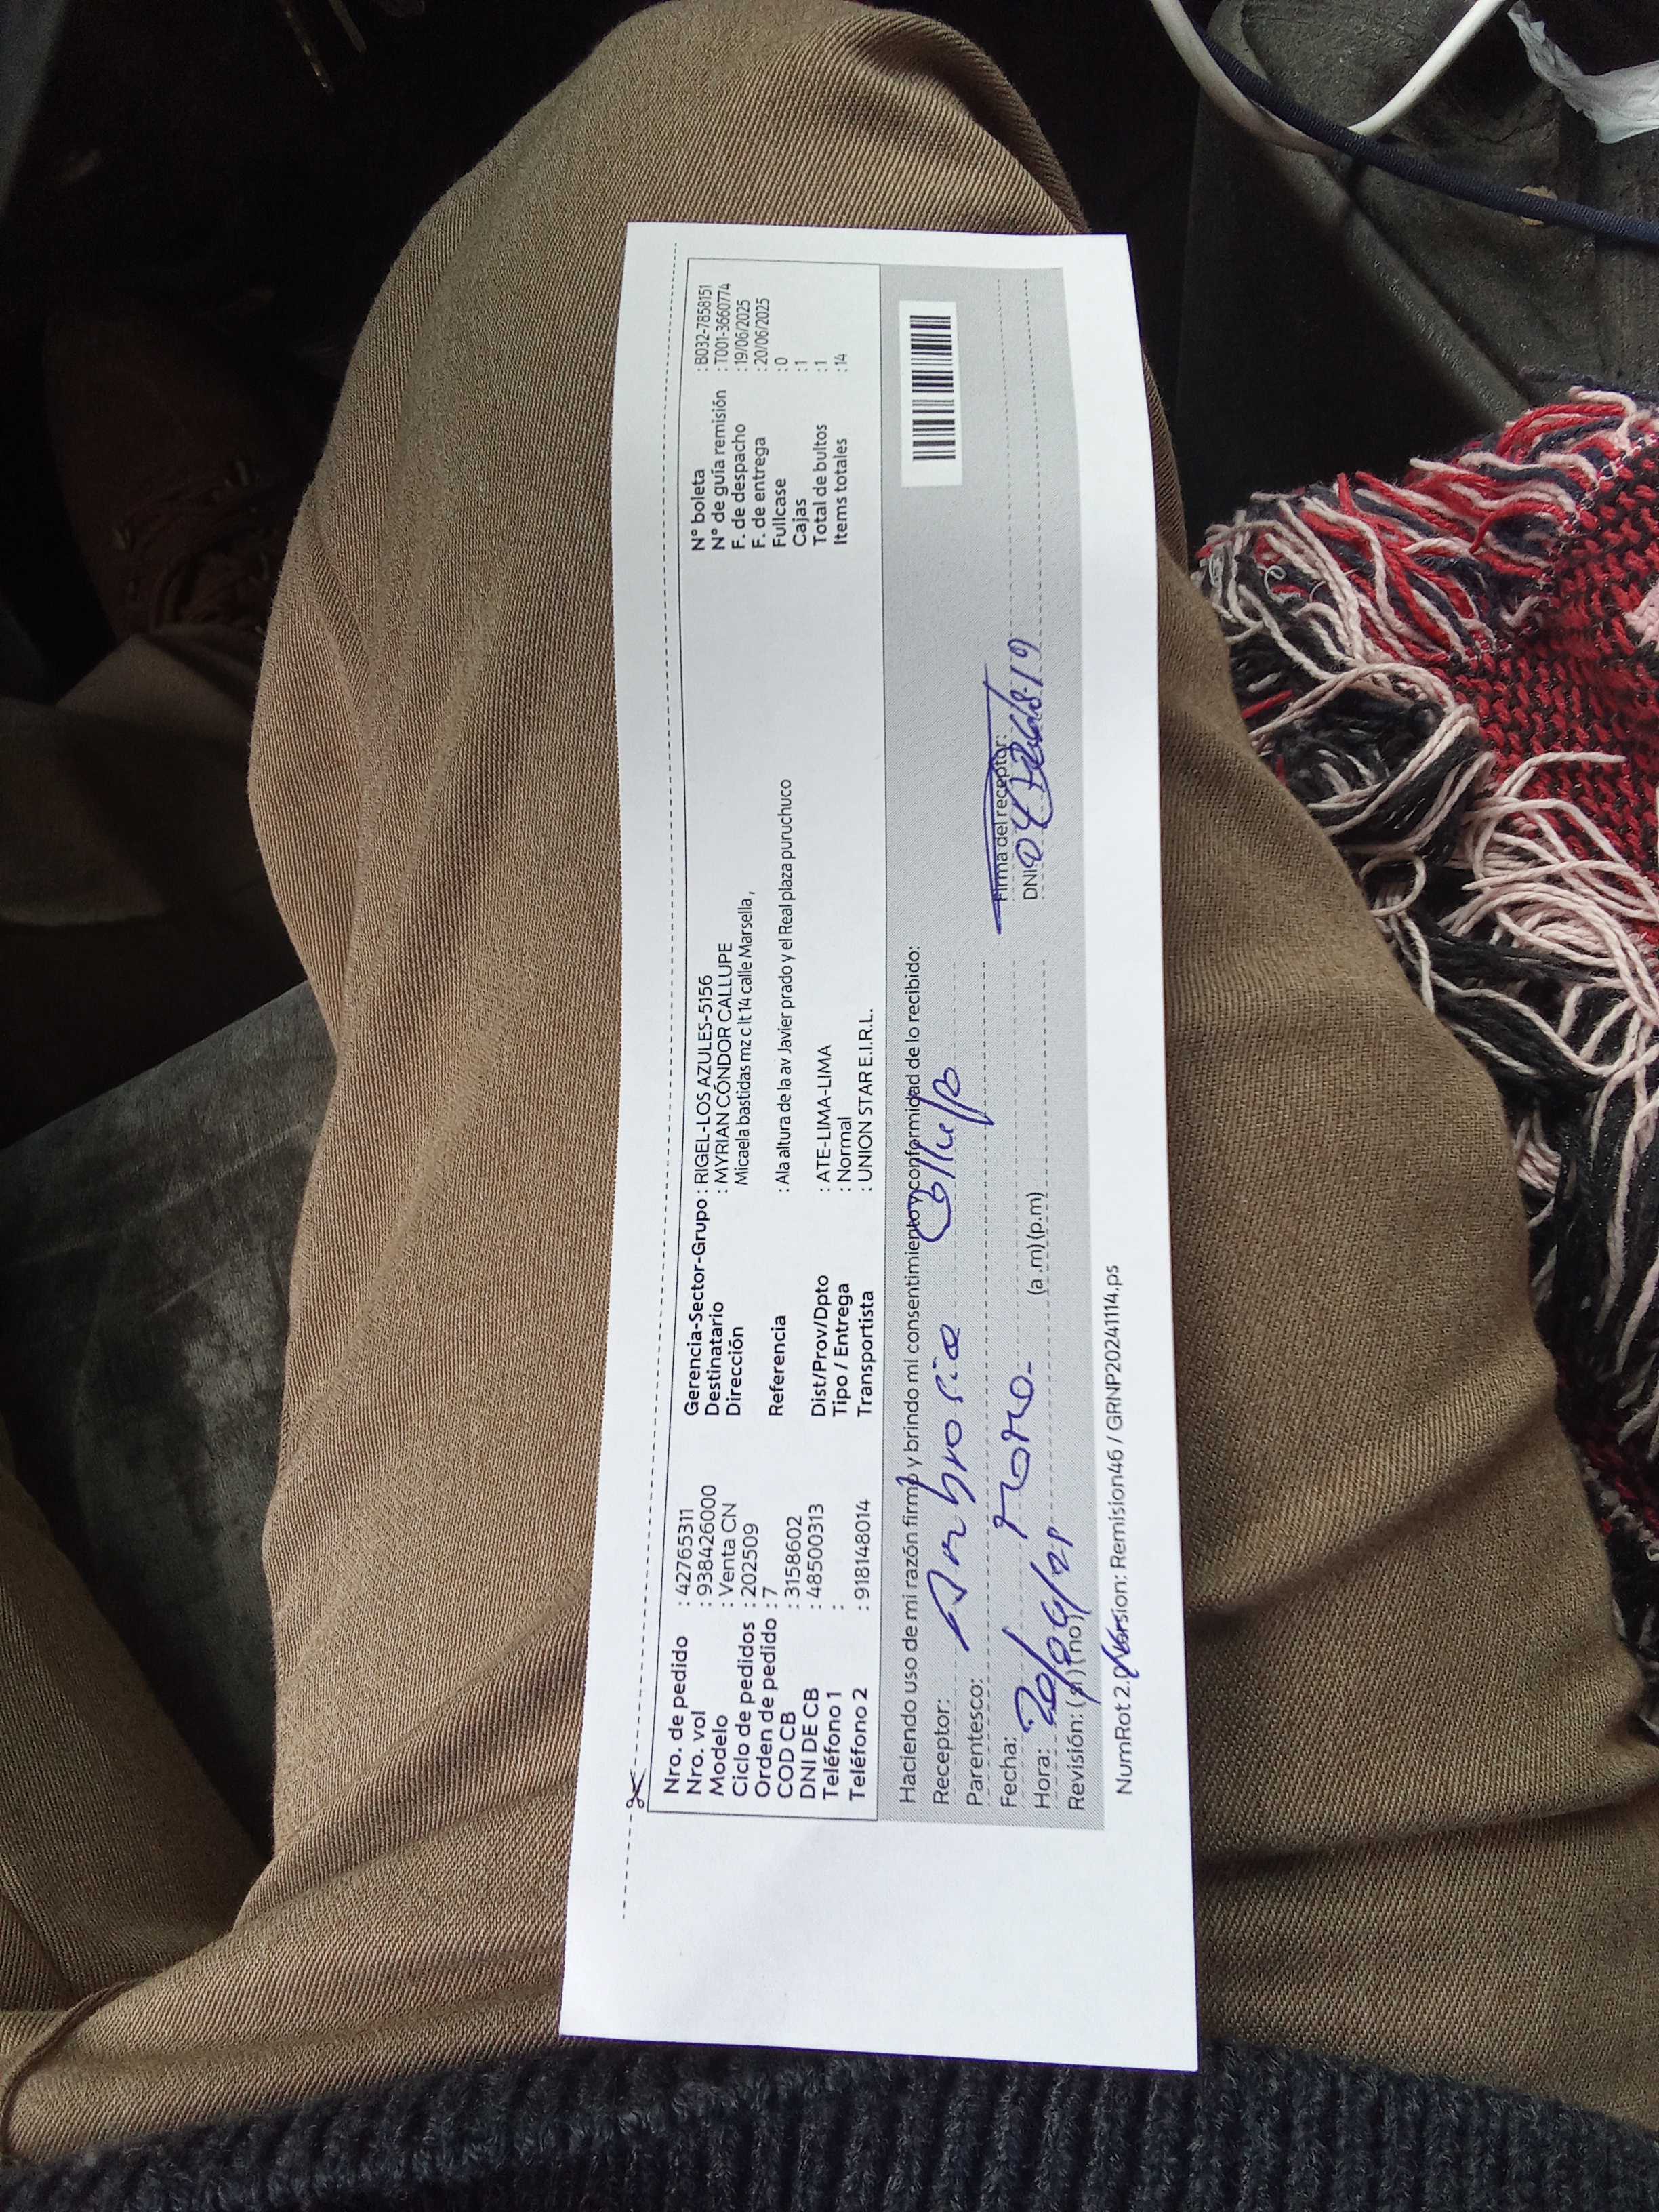 Nro. de pedido : 42765311
Nro. vol : 938426000
Modelo : Venta CN
Ciclo de pedidos : 202509
Orden de pedido : 7
COD CB : 3158602
DNI DE CB : 48500313
Teléfono 1 :
Teléfono 2 : 918148014
Gerencia-Sector-Grupo : RIGEL-LOS AZULES-5156
Destinatario : MYRIAN CÓNDOR CALLUPE
Dirección Micaela bastidas mz c lt 14 calle Marsella ,
Referencia : Ala altura de la av Javier prado y el Real plaza puruchuco
Dist/Prov/Dpto : ATE-LIMA-LIMA
Tipo / Entrega : Normal
Transportista : UNION STAR E.I.R.L.
N° boleta : B032-7858151
N° de guía remisión : T001-3660774
F. de despacho : 19/06/2025
F. de entrega : 20/06/2025
Fullcase : 0
Cajas : 1
Total de bultos : 1
Items totales : 14
Haciendo uso de mi razón firmo y brindo mi consentimiento y conformidad de lo recibido:
Receptor: Ambrosia Callupe
Parentesco:
Fecha: 20/06/
Hora: (a .m) (p.m)
Revisión: (si) (no)
Firma del receptor:
DNI
NumRot 2.0 Version: Remision46 / GRNP20241114.ps